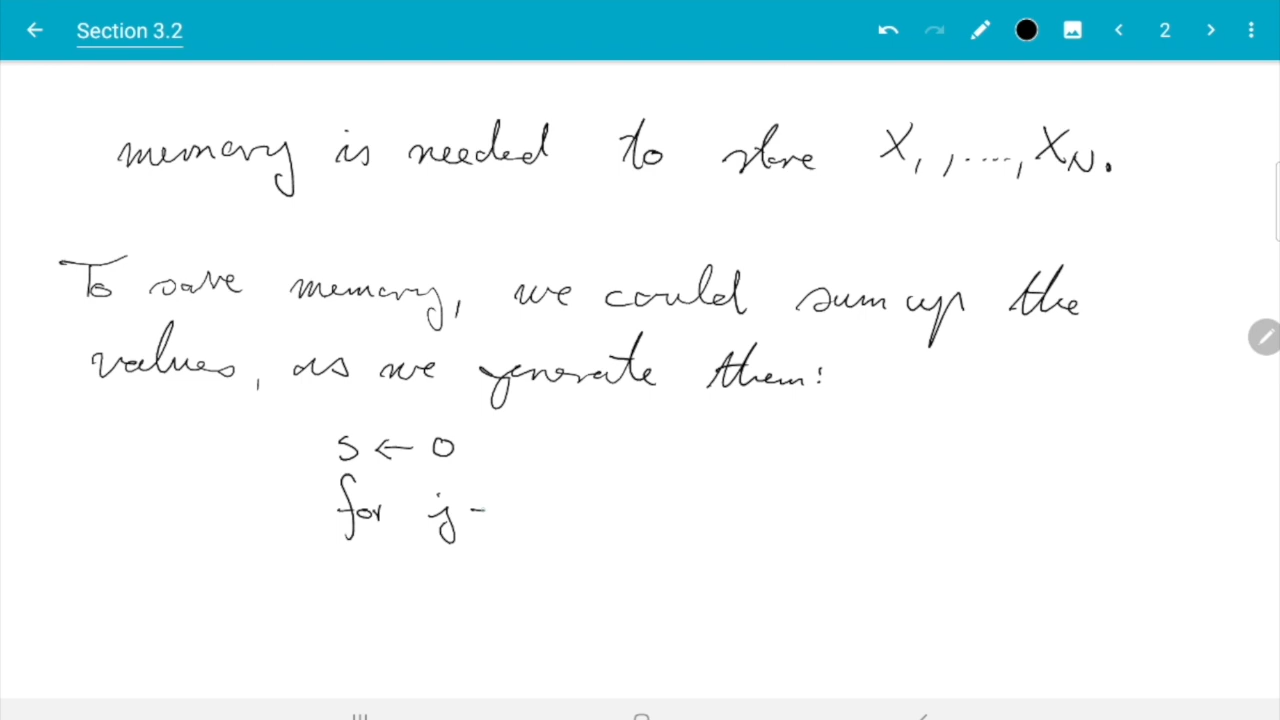 Section 3.2
2
memory is needed to store X₁, ...., X_N.
To save memory, we could sum up the
values, as we generate them:
s ← 0
for j -